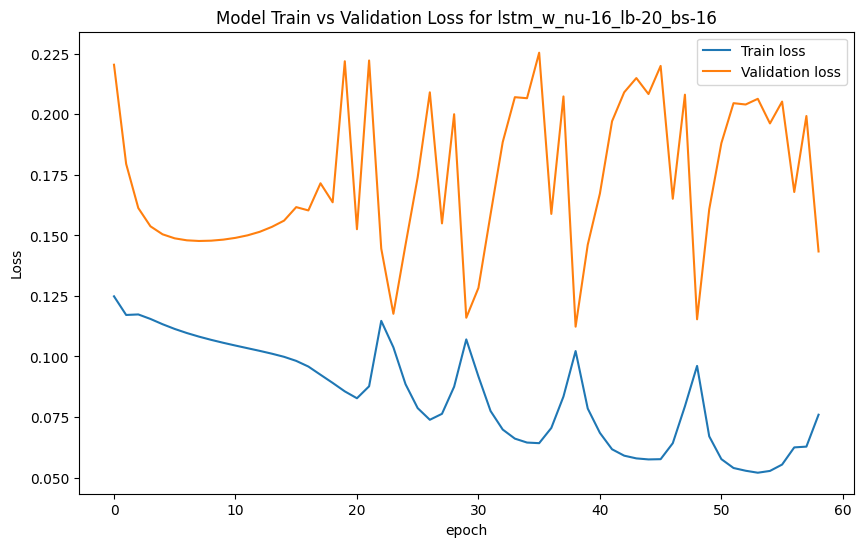 Model Train vs Validation Loss for lstm_w_nu-16_lb-20_bs-16
Train loss
Validation loss
0.225
0.200
0.175
0.150
0.125
0.100
0.075
0.050
Loss
0 10 20 30 40 50 60
epoch